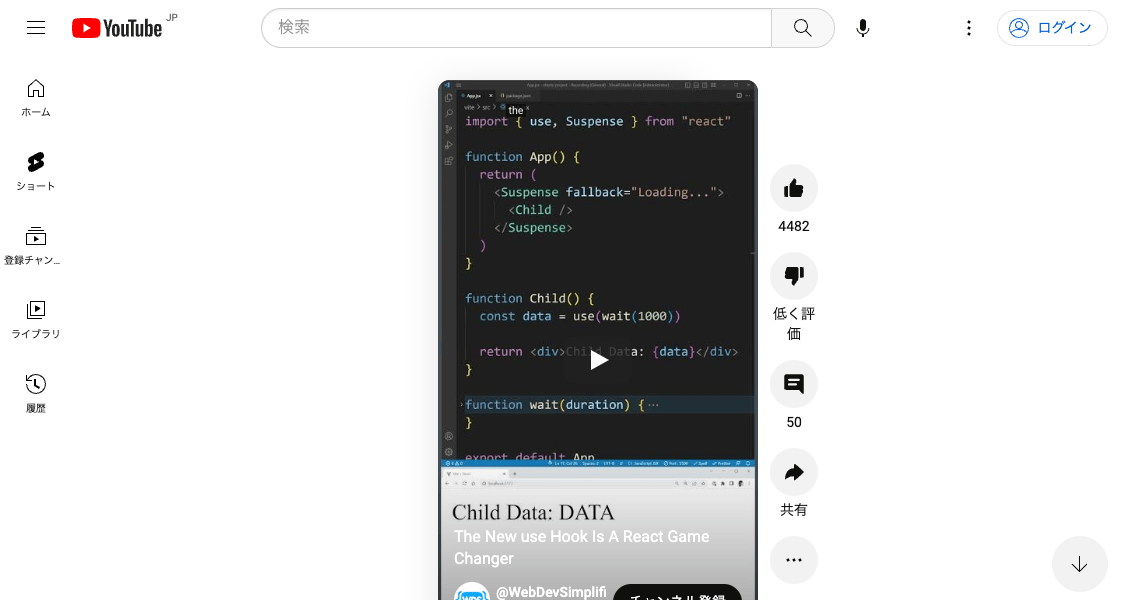 YouTube JP
検索
ログイン
ホーム
ショート
登録チャン...
ライブラリ
履歴
App.jsx
package.json
vite > src >
the
import { use, Suspense } from "react"
function App() {
return (
<Suspense fallback="Loading...">
<Child />
</Suspense>
)
}
function Child() {
const data = use(wait(1000))
return <div>Child Data: {data}</div>
}
function wait(duration) { ...
}
export default App
Child Data: DATA
The New use Hook Is A React Game
Changer
WDS
@WebDevSimplifi
チャンネル登録
4482
低く評
価
50
共有